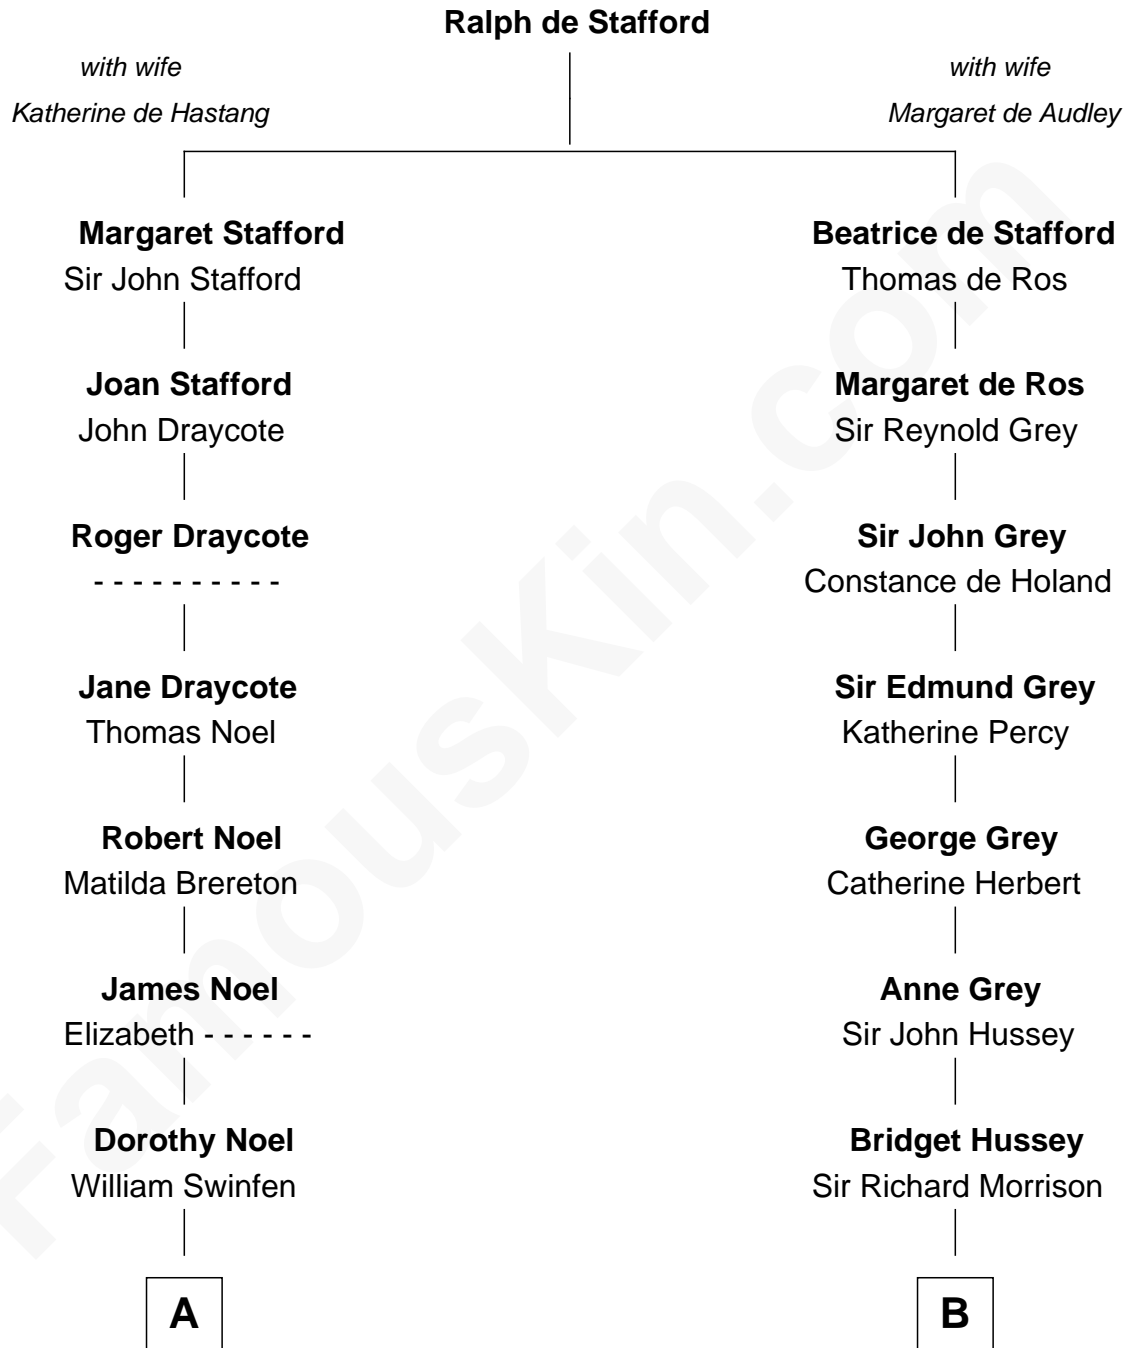 Ralph de Stafford
with wife
Katherine de Hastang
with wife
Margaret de Audley
Margaret Stafford
Sir John Stafford
Beatrice de Stafford
Thomas de Ros
Joan Stafford
John Draycote
Margaret de Ros
Sir Reynold Grey
Roger Draycote
- - - - - - - - - -
Sir John Grey
Constance de Holand
Jane Draycote
Thomas Noel
Sir Edmund Grey
Katherine Percy
Robert Noel
Matilda Brereton
George Grey
Catherine Herbert
James Noel
Elizabeth - - - - - -
Anne Grey
Sir John Hussey
Dorothy Noel
William Swinfen
Bridget Hussey
Sir Richard Morrison
A
B
FamousKin.com